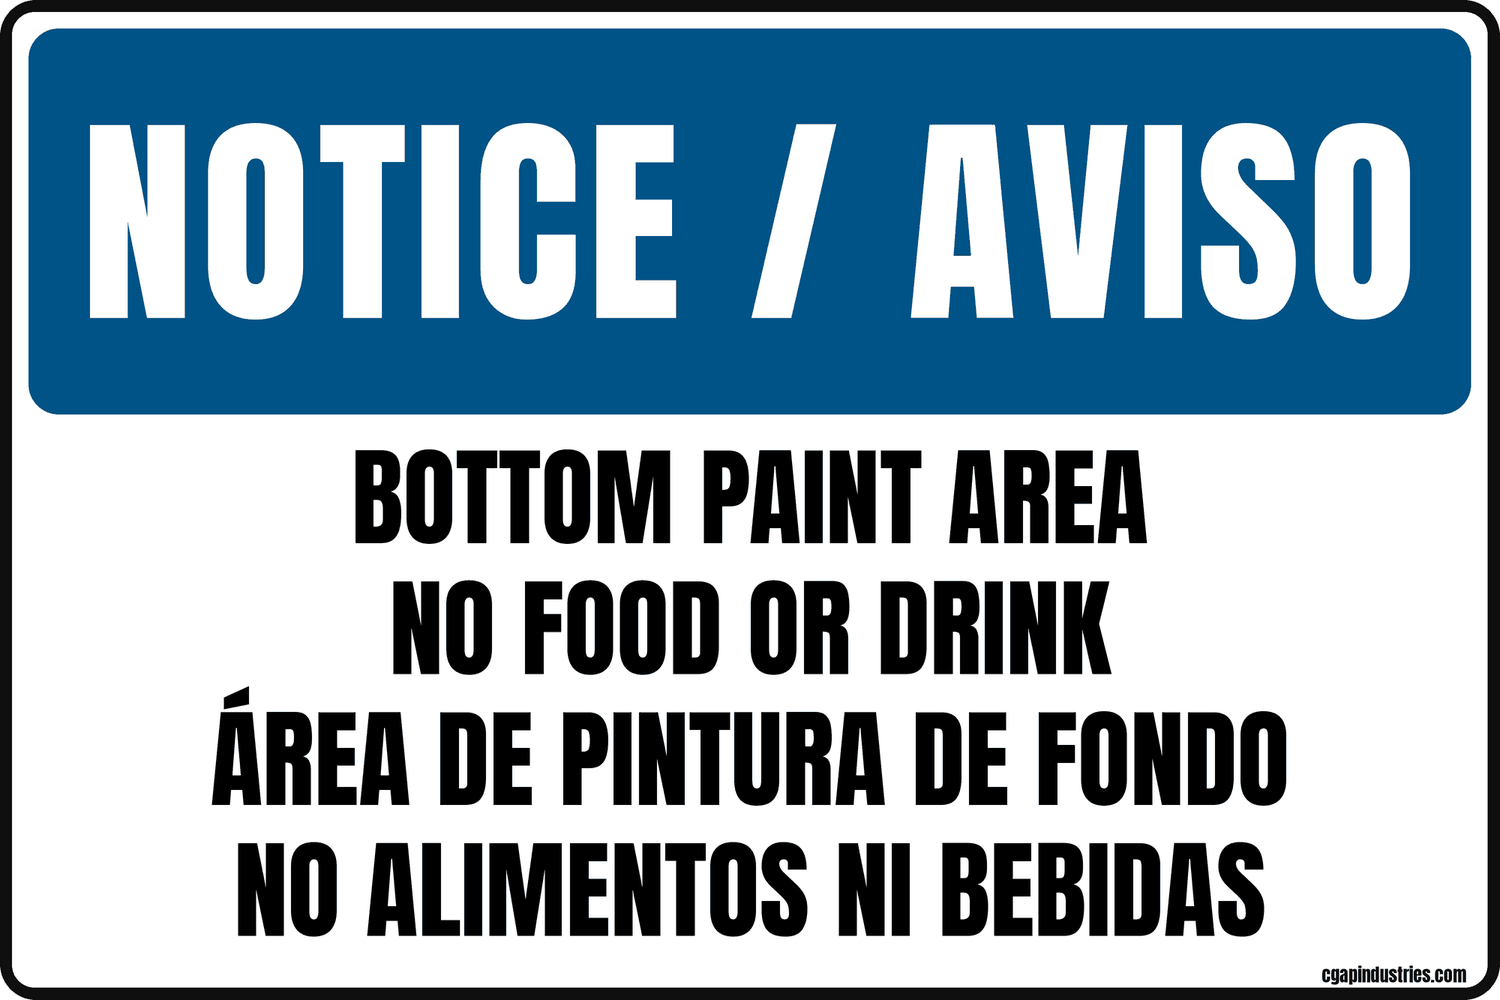 NOTICE / AVISO
BOTTOM PAINT AREA
NO FOOD OR DRINK
ÁREA DE PINTURA DE FONDO
NO ALIMENTOS NI BEBIDAS
cgapindustries.com